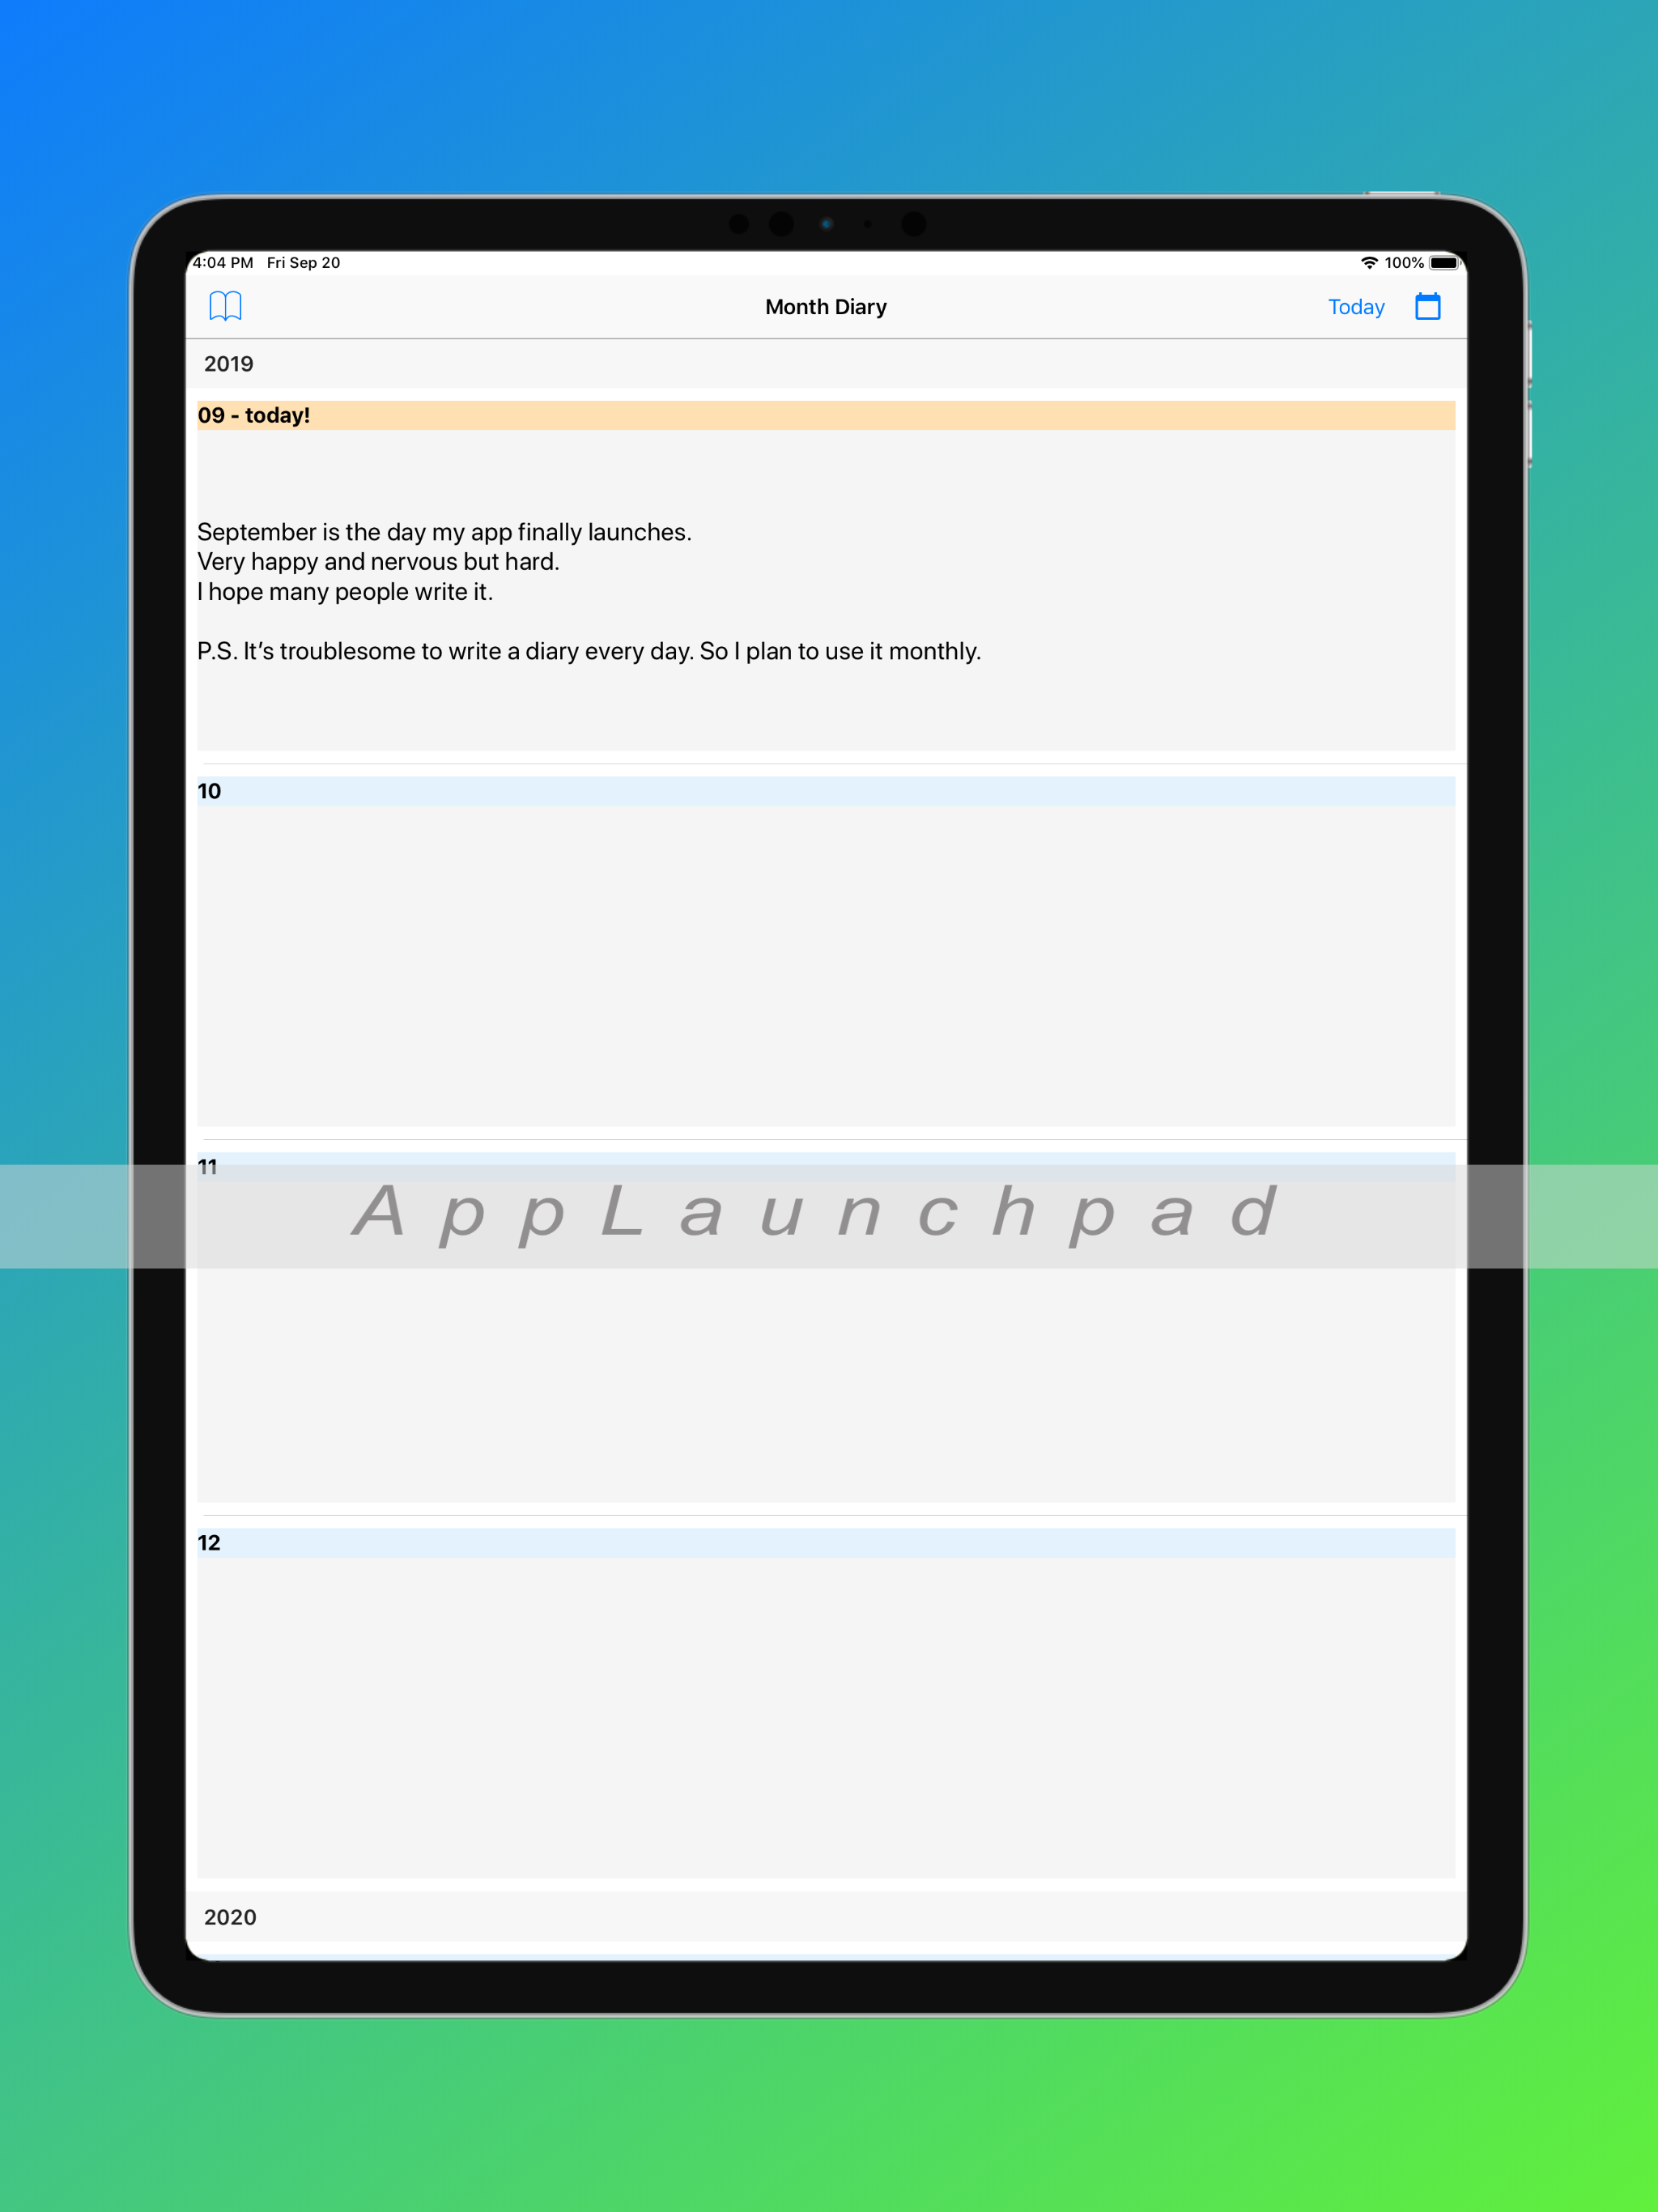 4:04 PM Fri Sep 20 100%
Month Diary Today
2019
09 - today!
September is the day my app finally launches.
Very happy and nervous but hard.
I hope many people write it.
P.S. It’s troublesome to write a diary every day. So I plan to use it monthly.
10
11
AppLaunchpad
12
2020